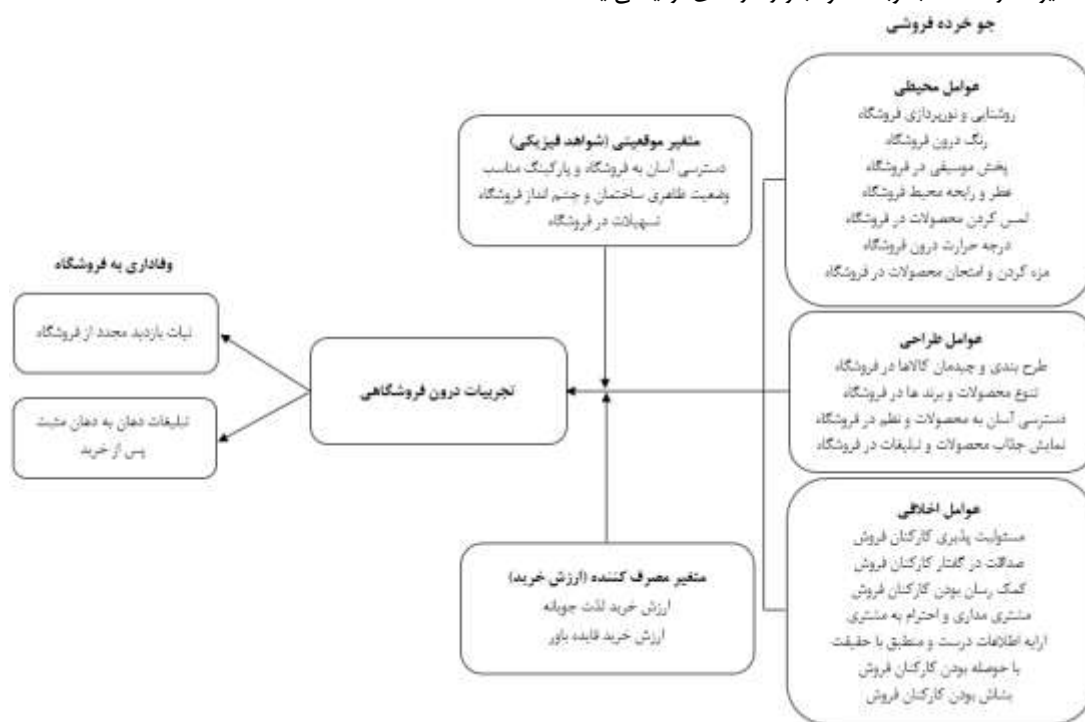 جو خرده فروشی
عوامل محیطی
روشنایی و نورپردازی فروشگاه
رنگ درون فروشگاه
پخش موسیقی در فروشگاه
عطر و رایحه محیط فروشگاه
لمس کردن محصولات در فروشگاه
درجه حرارت درون فروشگاه
مزه کردن و امتحان محصولات در فروشگاه
عوامل طراحی
طرح بندی و چیدمان کالاها در فروشگاه
تنوع محصولات و برند ها در فروشگاه
دسترسی آسان به محصولات و نظم در فروشگاه
نمایش جذاب محصولات و تبلیغات در فروشگاه
عوامل اخلاقی
مسئولیت پذیری کارکنان فروش
صداقت در گفتار کارکنان فروش
کمک رسان بودن کارکنان فروش
مشتری مداری و احترام به مشتری
ارایه اطلاعات درست و منطبق با حقیقت
با حوصله بودن کارکنان فروش
بشاش بودن کارکنان فروش
متغیر موقعیتی (شواهد فیزیکی)
دسترسی آسان به فروشگاه و پارکینگ مناسب
وضعیت ظاهری ساختمان و چشم انداز فروشگاه
تسهیلات در فروشگاه
متغیر مصرف کننده (ارزش خرید)
ارزش خرید لذت جویانه
ارزش خرید فایده باور
تجربیات درون فروشگاهی
وفاداری به فروشگاه
نیات بازدید مجدد از فروشگاه
تبلیغات دهان به دهان مثبت
پس از خرید